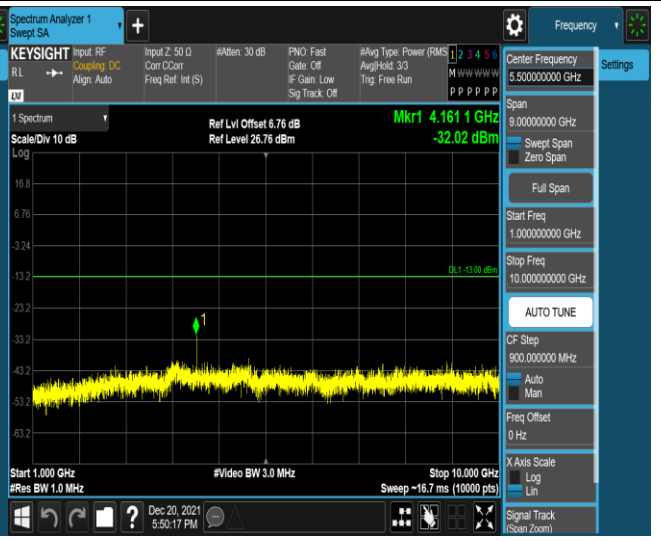 Spectrum Analyzer 1
Swept SA
Frequency
KEYSIGHT
R L
LXI
Input: RF
Coupling: DC
Align: Auto
Input Z: 50 Ω
Corr CCorr
Freq Ref: Int (S)
#Atten: 30 dB
PNO: Fast
Gate: Off
IF Gain: Low
Sig Track: Off
#Avg Type: Power (RMS
Avg|Hold: 3/3
Trig: Free Run
1 2 3 4 5 6
M W W W W W
P P P P P P
1 Spectrum
Scale/Div 10 dB
Log
Ref Lvl Offset 6.76 dB
Ref Level 26.76 dBm
Mkr1 4.161 1 GHz
-32.02 dBm
16.8
6.76
-3.24
-13.2
-23.2
-33.2
-43.2
-53.2
-63.2
DL1 -13.00 dBm
1
Start 1.000 GHz
#Res BW 1.0 MHz
#Video BW 3.0 MHz
Stop 10.000 GHz
Sweep ~16.7 ms (10000 pts)
Dec 20, 2021
5:50:17 PM
Center Frequency
5.500000000 GHz
Span
9.00000000 GHz
Swept Span
Zero Span
Full Span
Start Freq
1.000000000 GHz
Stop Freq
10.000000000 GHz
AUTO TUNE
CF Step
900.000000 MHz
Auto
Man
Freq Offset
0 Hz
X Axis Scale
Log
Lin
Signal Track
(Span Zoom)
Settings